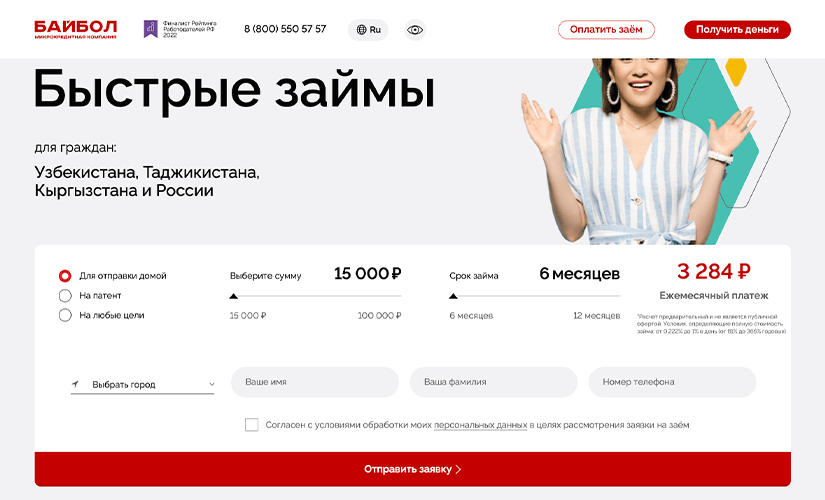 БАЙБОЛ
МИКРОКРЕДИТНАЯ КОМПАНИЯ
Финалист Рейтинга
Работодателей РФ
2022
8 (800) 550 57 57
Ru
Оплатить заём
Получить деньги
Быстрые займы
для граждан:
Узбекистана, Таджикистана,
Кыргызстана и России
Для отправки домой
На патент
На любые цели
Выберите сумму 15 000 ₽
15 000 ₽ 100 000 ₽
Срок займа 6 месяцев
6 месяцев 12 месяцев
3 284 ₽
Ежемесячный платеж
*Расчет предварительный и не является публичной
офертой. Условия, определяющие полную стоимость
займа: от 0,222% до 1% в день (от 81% до 365% годовых)
Выбрать город
Ваше имя
Ваша фамилия
Номер телефона
Согласен с условиями обработки моих персональных данных в целях рассмотрения заявки на заём
Отправить заявку